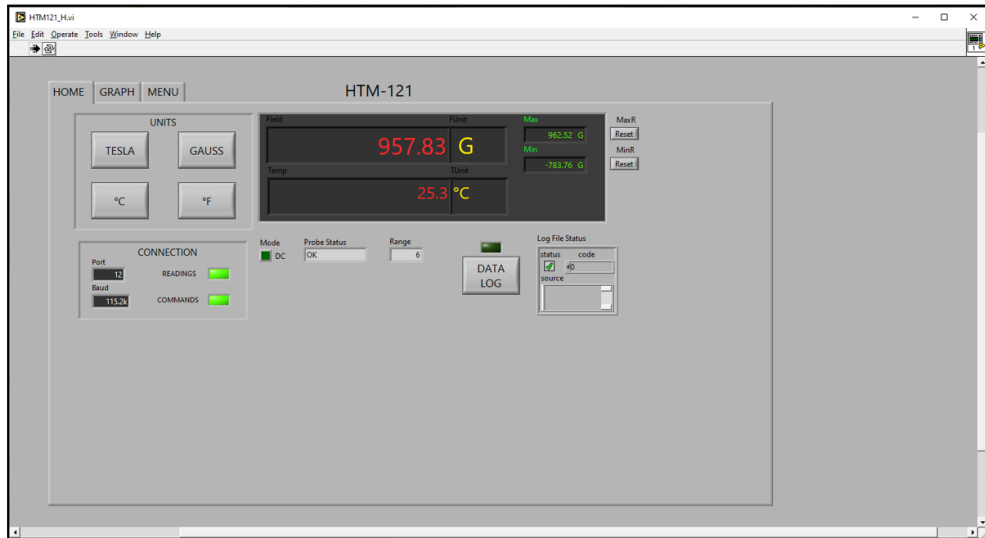 HTM121_H.vi
File Edit Operate Tools Window Help
1
HOME GRAPH MENU
HTM-121
UNITS
TESLA GAUSS
°C °F
Field FUnit
957.83 G
Temp TUnit
25.3 °C
Max
962.52 G
Min
-783.76 G
MaxR
Reset
MinR
Reset
CONNECTION
Port
12
READINGS
Baud
115.2k
COMMANDS
Mode
DC
Probe Status
OK
Range
6
DATA
LOG
Log File Status
status code
d0
source